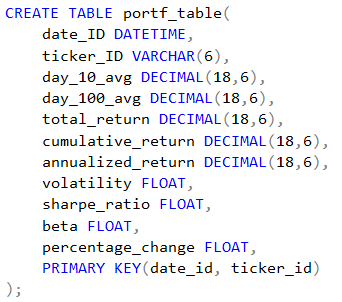 CREATE TABLE portf_table(
date_ID DATETIME,
ticker_ID VARCHAR(6),
day_10_avg DECIMAL(18,6),
day_100_avg DECIMAL(18,6),
total_return DECIMAL(18,6),
cumulative_return DECIMAL(18,6),
annualized_return DECIMAL(18,6),
volatility FLOAT,
sharpe_ratio FLOAT,
beta FLOAT,
percentage_change FLOAT,
PRIMARY KEY(date_id, ticker_id)
);